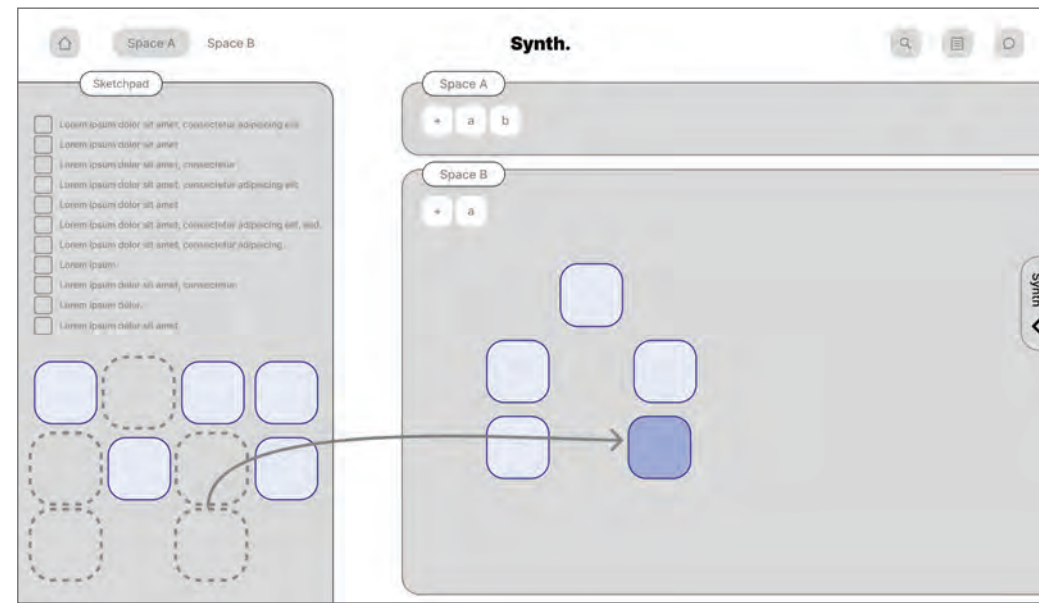 Space A Space B Synth.
Sketchpad
Lorem ipsum dolor sit amet, consectetur adipiscing elit
Lorem ipsum dolor sit amet
Lorem ipsum dolor sit amet, consectetur
Lorem ipsum dolor sit amet, consectetur adipiscing elit
Lorem ipsum dolor sit amet
Lorem ipsum dolor sit amet, consectetur adipiscing elit, sed.
Lorem ipsum dolor sit amet, consectetur adipiscing.
Lorem ipsum.
Lorem ipsum dolor sit amet, consectetur.
Lorem ipsum dolor.
Lorem ipsum dolor sit amet.
Space A
+ a b
Space B
+ a
Synth